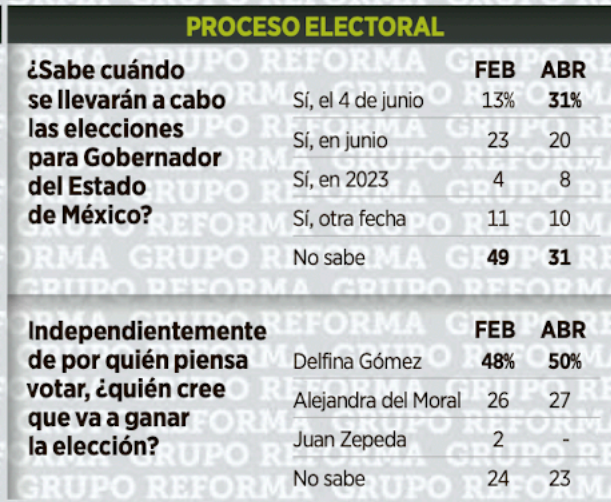 PROCESO ELECTORAL
¿Sabe cuándo
se llevarán a cabo
las elecciones
para Gobernador
del Estado
de México?
FEB ABR
Sí, el 4 de junio 13% 31%
Sí, en junio 23 20
Sí, en 2023 4 8
Sí, otra fecha 11 10
No sabe 49 31
Independientemente
de por quién piensa
votar, ¿quién cree
que va a ganar
la elección?
FEB ABR
Delfina Gómez 48% 50%
Alejandra del Moral 26 27
Juan Zepeda 2 -
No sabe 24 23
GRUPO REFORMA